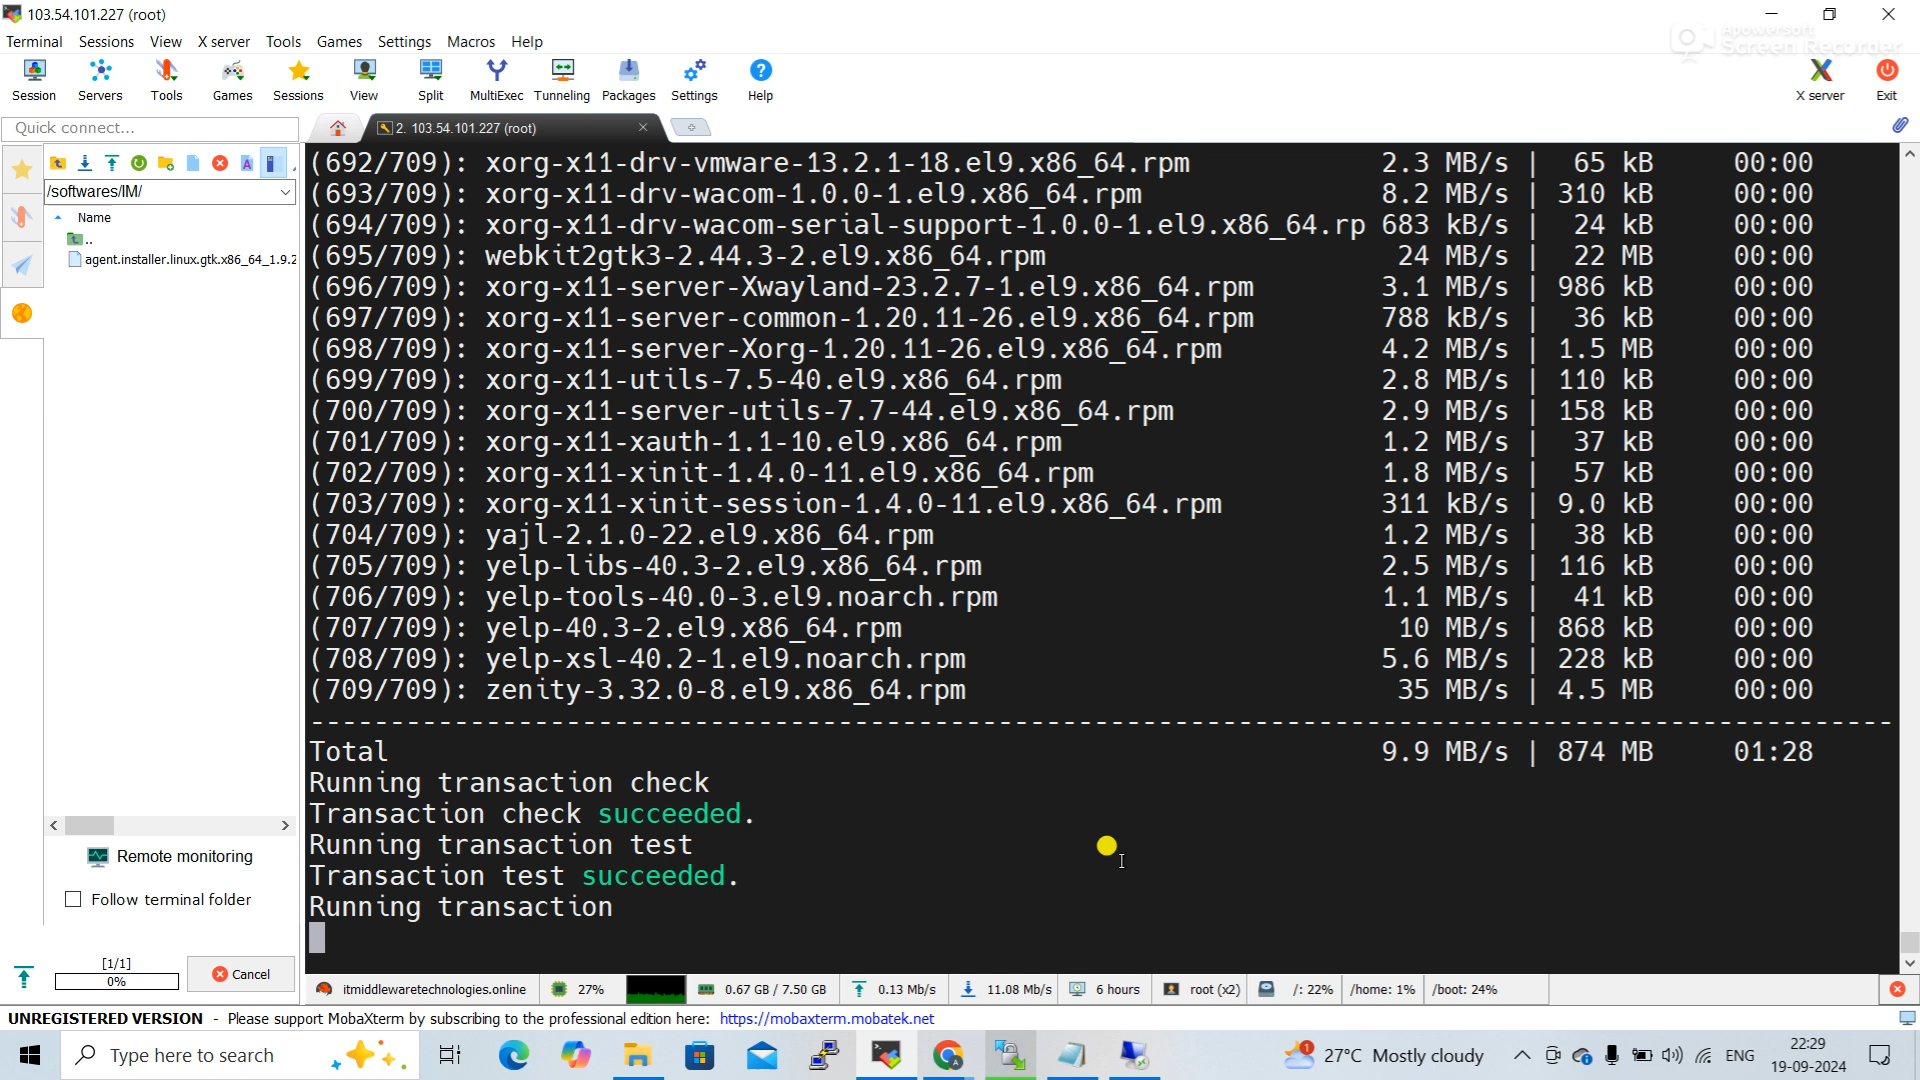 103.54.101.227 (root)
Apowersoft
Screen Recorder
Terminal Sessions View X server Tools Games Settings Macros Help
Session Servers Tools Games Sessions View Split MultiExec Tunneling Packages Settings Help X server Exit
Quick connect...
2. 103.54.101.227 (root)
/softwares/IM/
Name
..
agent.installer.linux.gtk.x86_64_1.9.2
(692/709): xorg-x11-drv-vmware-13.2.1-18.el9.x86_64.rpm 2.3 MB/s | 65 kB 00:00
(693/709): xorg-x11-drv-wacom-1.0.0-1.el9.x86_64.rpm 8.2 MB/s | 310 kB 00:00
(694/709): xorg-x11-drv-wacom-serial-support-1.0.0-1.el9.x86_64.rp 683 kB/s | 24 kB 00:00
(695/709): webkit2gtk3-2.44.3-2.el9.x86_64.rpm 24 MB/s | 22 MB 00:00
(696/709): xorg-x11-server-Xwayland-23.2.7-1.el9.x86_64.rpm 3.1 MB/s | 986 kB 00:00
(697/709): xorg-x11-server-common-1.20.11-26.el9.x86_64.rpm 788 kB/s | 36 kB 00:00
(698/709): xorg-x11-server-Xorg-1.20.11-26.el9.x86_64.rpm 4.2 MB/s | 1.5 MB 00:00
(699/709): xorg-x11-utils-7.5-40.el9.x86_64.rpm 2.8 MB/s | 110 kB 00:00
(700/709): xorg-x11-server-utils-7.7-44.el9.x86_64.rpm 2.9 MB/s | 158 kB 00:00
(701/709): xorg-x11-xauth-1.1-10.el9.x86_64.rpm 1.2 MB/s | 37 kB 00:00
(702/709): xorg-x11-xinit-1.4.0-11.el9.x86_64.rpm 1.8 MB/s | 57 kB 00:00
(703/709): xorg-x11-xinit-session-1.4.0-11.el9.x86_64.rpm 311 kB/s | 9.0 kB 00:00
(704/709): yajl-2.1.0-22.el9.x86_64.rpm 1.2 MB/s | 38 kB 00:00
(705/709): yelp-libs-40.3-2.el9.x86_64.rpm 2.5 MB/s | 116 kB 00:00
(706/709): yelp-tools-40.0-3.el9.noarch.rpm 1.1 MB/s | 41 kB 00:00
(707/709): yelp-40.3-2.el9.x86_64.rpm 10 MB/s | 868 kB 00:00
(708/709): yelp-xsl-40.2-1.el9.noarch.rpm 5.6 MB/s | 228 kB 00:00
(709/709): zenity-3.32.0-8.el9.x86_64.rpm 35 MB/s | 4.5 MB 00:00
---------------------------------------------------------------------------------------------------
Total 9.9 MB/s | 874 MB 01:28
Running transaction check
Transaction check succeeded.
Running transaction test
Transaction test succeeded.
Running transaction
Remote monitoring
Follow terminal folder
[1/1]
0%
Cancel
itmiddlewaretechnologies.online 27% 0.67 GB / 7.50 GB 0.13 Mb/s 11.08 Mb/s 6 hours root (x2) /: 22% /home: 1% /boot: 24%
UNREGISTERED VERSION - Please support MobaXterm by subscribing to the professional edition here: https://mobaxterm.mobatek.net
Type here to search
27°C Mostly cloudy
ENG
22:29
19-09-2024